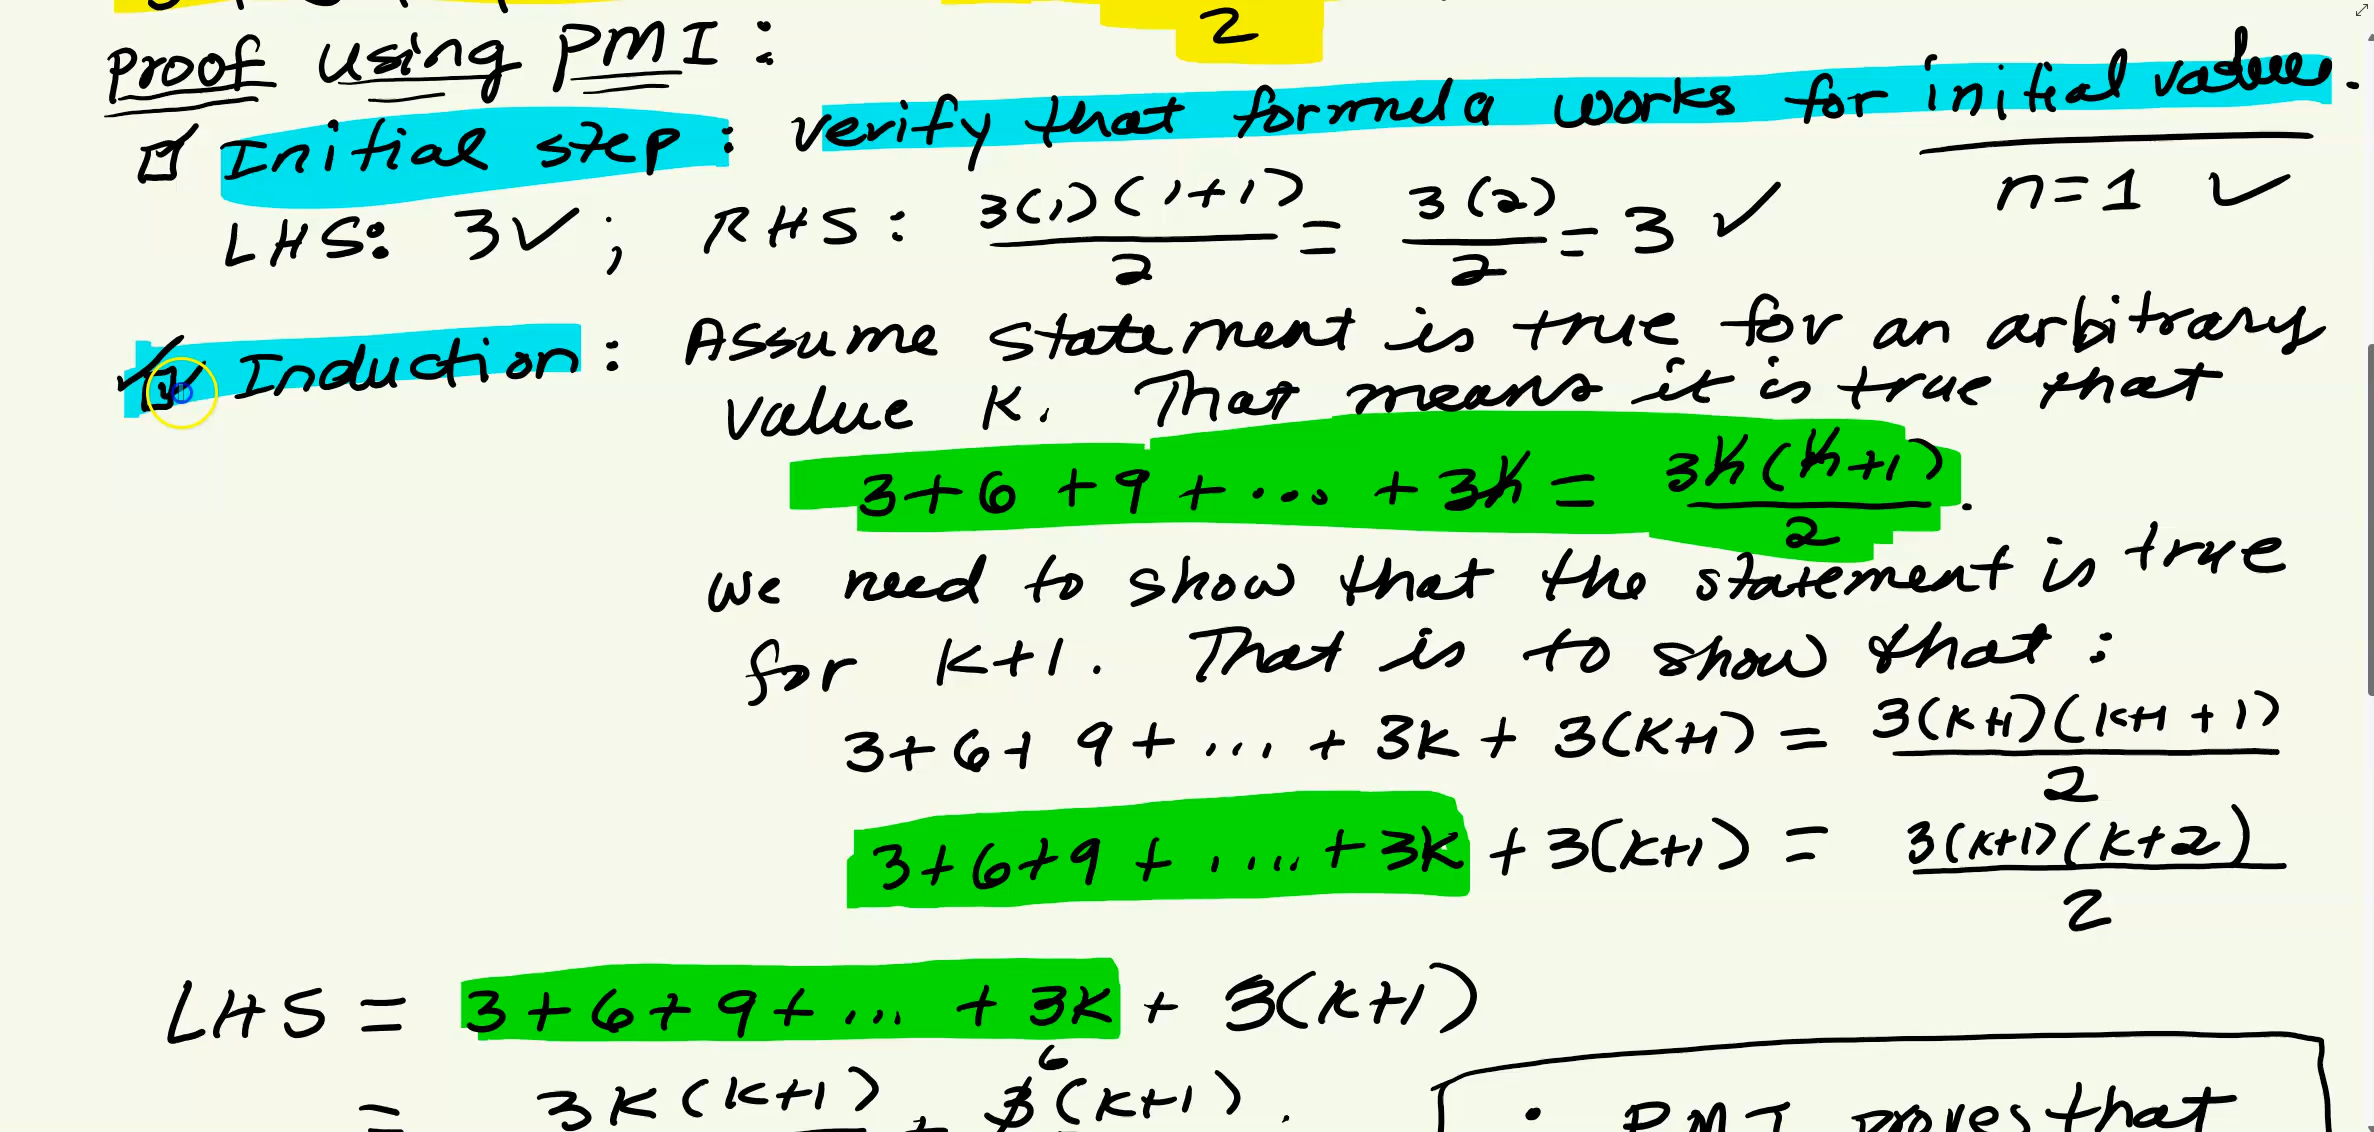 2
Proof using PMI:
Initial step: verify that formula works for initial value.
n=1 ✓
LHS: 3✓ ; RHS: 3(1)(1+1)/2 = 3(2)/2 = 3 ✓
Induction: Assume statement is true for an arbitrary
value K. That means it is true that
3+6+9+...+3k = 3k(k+1)/2.
we need to show that the statement is true
for K+1. That is to show that:
3+6+9+...+3K+3(K+1) = 3(K+1)(K+1+1)/2
3+6+9+....+3K+3(K+1) = 3(K+1)(K+2)/2
LHS = 3+6+9+...+3K + 3(K+1)
6
= 3K(K+1) + 3(K+1).
• PMI proves that